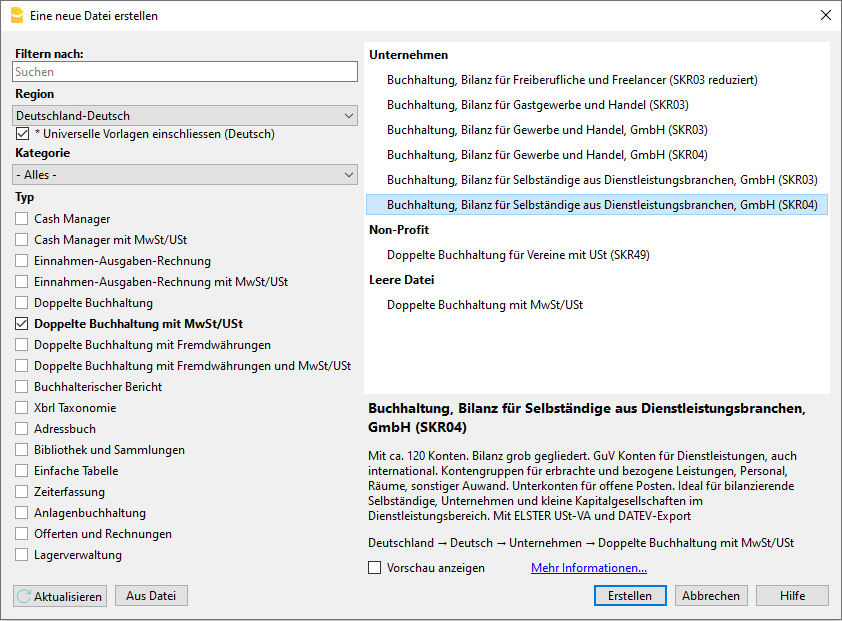 Eine neue Datei erstellen
Filtern nach:
Suchen
Region
Deutschland-Deutsch
* Universelle Vorlagen einschliessen (Deutsch)
Kategorie
- Alles -
Typ
Cash Manager
Cash Manager mit MwSt/USt
Einnahmen-Ausgaben-Rechnung
Einnahmen-Ausgaben-Rechnung mit MwSt/USt
Doppelte Buchhaltung
Doppelte Buchhaltung mit MwSt/USt
Doppelte Buchhaltung mit Fremdwährungen
Doppelte Buchhaltung mit Fremdwährungen und MwSt/USt
Buchhalterischer Bericht
Xbrl Taxonomie
Adressbuch
Bibliothek und Sammlungen
Einfache Tabelle
Zeiterfassung
Anlagenbuchhaltung
Offerten und Rechnungen
Lagerverwaltung
Aktualisieren
Aus Datei
Unternehmen
Buchhaltung, Bilanz für Freiberufliche und Freelancer (SKR03 reduziert)
Buchhaltung, Bilanz für Gastgewerbe und Handel (SKR03)
Buchhaltung, Bilanz für Gewerbe und Handel, GmbH (SKR03)
Buchhaltung, Bilanz für Gewerbe und Handel, GmbH (SKR04)
Buchhaltung, Bilanz für Selbständige aus Dienstleistungsbranchen, GmbH (SKR03)
Buchhaltung, Bilanz für Selbständige aus Dienstleistungsbranchen, GmbH (SKR04)
Non-Profit
Doppelte Buchhaltung für Vereine mit USt (SKR49)
Leere Datei
Doppelte Buchhaltung mit MwSt/USt
Buchhaltung, Bilanz für Selbständige aus Dienstleistungsbranchen,
GmbH (SKR04)
Mit ca. 120 Konten. Bilanz grob gegliedert. GuV Konten für Dienstleistungen, auch
international. Kontengruppen für erbrachte und bezogene Leistungen, Personal,
Räume, sonstiger Auwand. Unterkonten für offene Posten. Ideal für bilanzierende
Selbständige, Unternehmen und kleine Kapitalgesellschaften im
Dienstleistungsbereich. Mit ELSTER USt-VA und DATEV-Export
Deutschland → Deutsch → Unternehmen → Doppelte Buchhaltung mit MwSt/USt
Vorschau anzeigen
Mehr Informationen...
Erstellen
Abbrechen
Hilfe